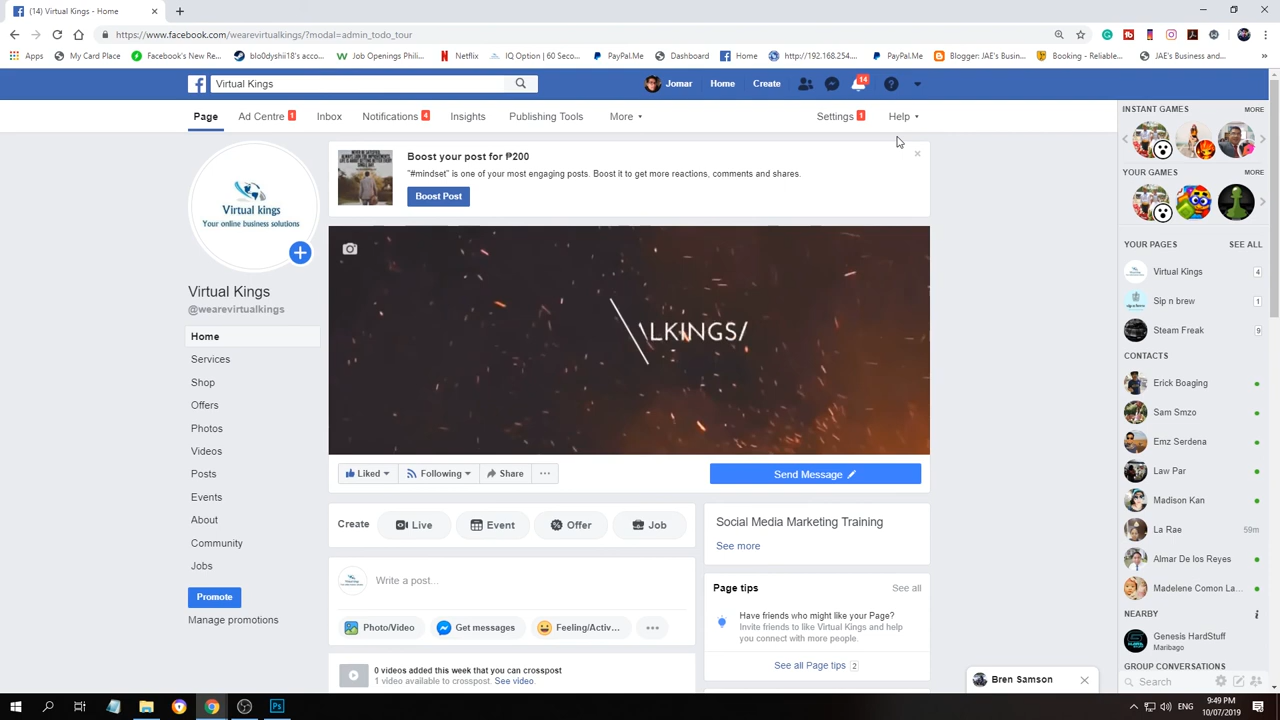 (14) Virtual Kings - Home
https://www.facebook.com/wearevirtualkings/?modal=admin_todo_tour
Apps
My Card Place
Facebook's New Re...
blo0dyshii18's acco...
Job Openings Phili...
Netflix
IQ Option | 60 Seco...
PayPal.Me
Dashboard
Home
http://192.168.254....
PayPal.Me
Blogger: JAE's Busin...
Booking - Reliable...
JAE's Business and...
Virtual Kings
Jomar
Home
Create
14
Page
Ad Centre 1
Inbox
Notifications 4
Insights
Publishing Tools
More
Settings 1
Help
Boost your post for ₱200
"#mindset" is one of your most engaging posts. Boost it to get more reactions, comments and shares.
Boost Post
Virtual kings
Your online business solutions
Virtual Kings
@wearevirtualkings
Home
Services
Shop
Offers
Photos
Videos
Posts
Events
About
Community
Jobs
Promote
Manage promotions
\LKINGS/
Liked
Following
Share
Send Message
Create
Live
Event
Offer
Job
Write a post...
Photo/Video
Get messages
Feeling/Activ...
0 videos added this week that you can crosspost
1 video available to crosspost. See video.
Social Media Marketing Training
See more
Page tips
See all
Have friends who might like your Page?
Invite friends to like Virtual Kings and help
you connect with more people.
See all Page tips 2
INSTANT GAMES
MORE
YOUR GAMES
MORE
YOUR PAGES
SEE ALL
Virtual Kings 4
Sip n brew 1
Steam Freak 9
CONTACTS
Erick Boaging
Sam Smzo
Emz Serdena
Law Par
Madison Kan
La Rae 59m
Almar De los Reyes
Madelene Comon La...
NEARBY
Genesis HardStuff
Maribago
GROUP CONVERSATIONS
Search
Bren Samson
ENG
9:49 PM
10/07/2019